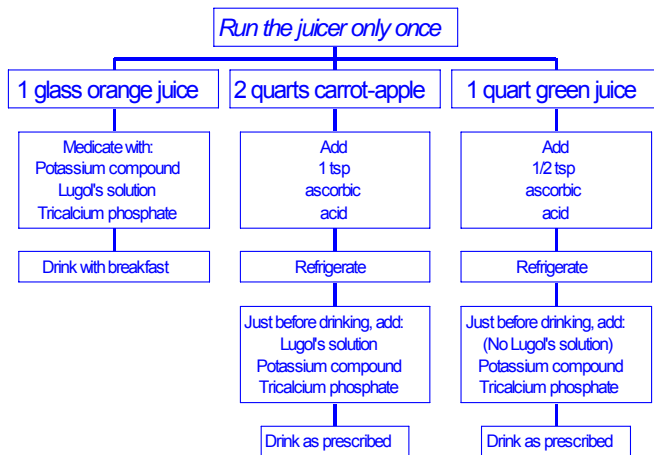 Run the juicer only once
1 glass orange juice
Medicate with:
Potassium compound
Lugol's solution
Tricalcium phosphate
Drink with breakfast
2 quarts carrot-apple
Add
1 tsp
ascorbic
acid
Refrigerate
Just before drinking, add:
Lugol's solution
Potassium compound
Tricalcium phosphate
Drink as prescribed
1 quart green juice
Add
1/2 tsp
ascorbic
acid
Refrigerate
Just before drinking, add:
(No Lugol's solution)
Potassium compound
Tricalcium phosphate
Drink as prescribed